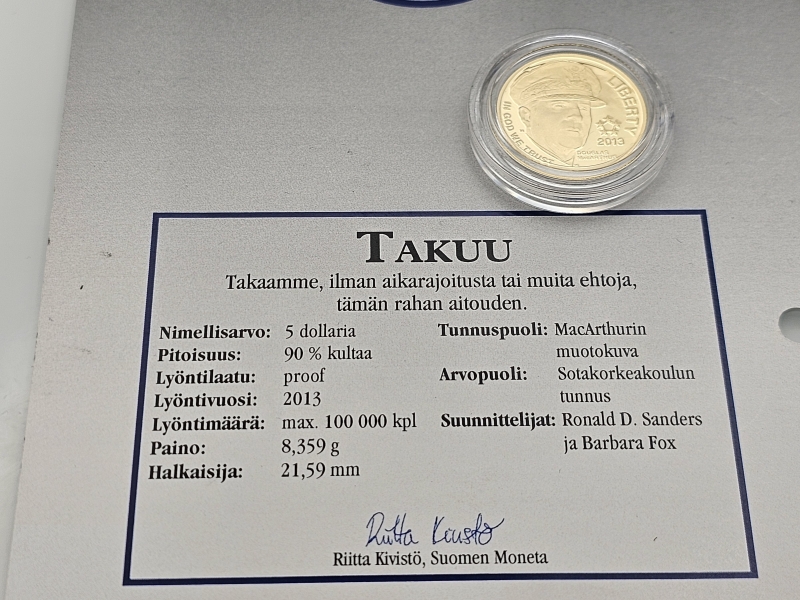 LIBERTY
IN GOD WE TRUST
2013
DOUGLAS
MACARTHUR
TAKUU
Takaamme, ilman aikarajoitusta tai muita ehtoja,
tämän rahan aitouden.
Nimellisarvo: 5 dollaria
Pitoisuus: 90 % kultaa
Lyöntilaatu: proof
Lyöntivuosi: 2013
Lyöntimäärä: max. 100 000 kpl
Paino: 8,359 g
Halkaisija: 21,59 mm
Tunnuspuoli: MacArthurin
muotokuva
Arvopuoli: Sotakorkeakoulun
tunnus
Suunnittelijat: Ronald D. Sanders
ja Barbara Fox
Riitta Kivistö
Riitta Kivistö, Suomen Moneta